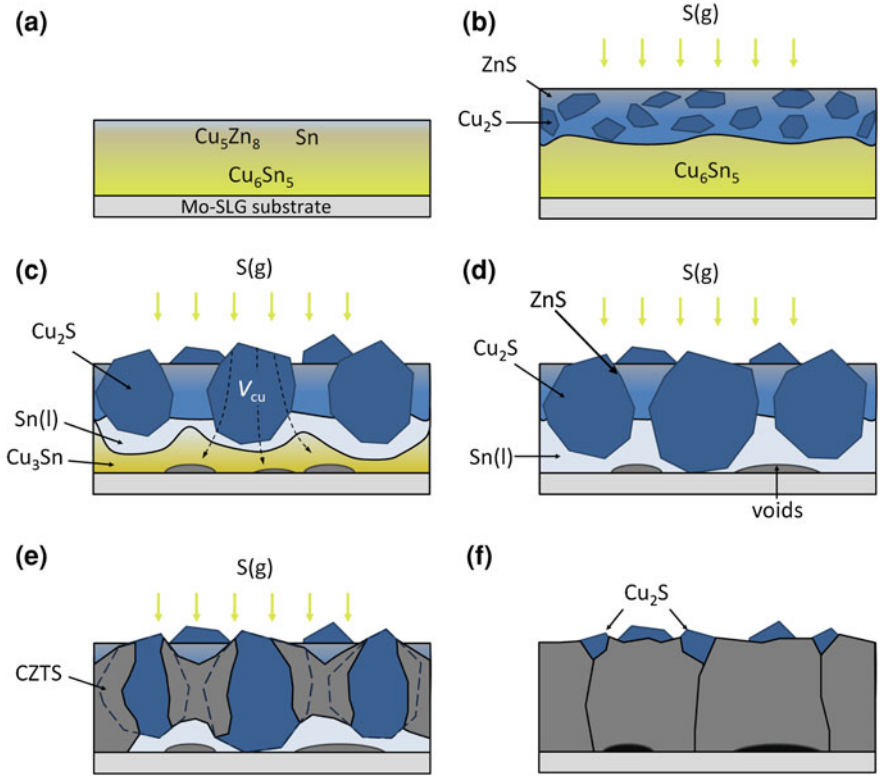 (a)
Cu5Zn8 Sn
Cu6Sn5
Mo-SLG substrate
(b)
S(g)
ZnS
Cu2S
Cu6Sn5
(c)
S(g)
Cu2S
Vcu
Sn(l)
Cu3Sn
(d)
S(g)
ZnS
Cu2S
Sn(l)
voids
(e)
S(g)
CZTS
(f)
Cu2S